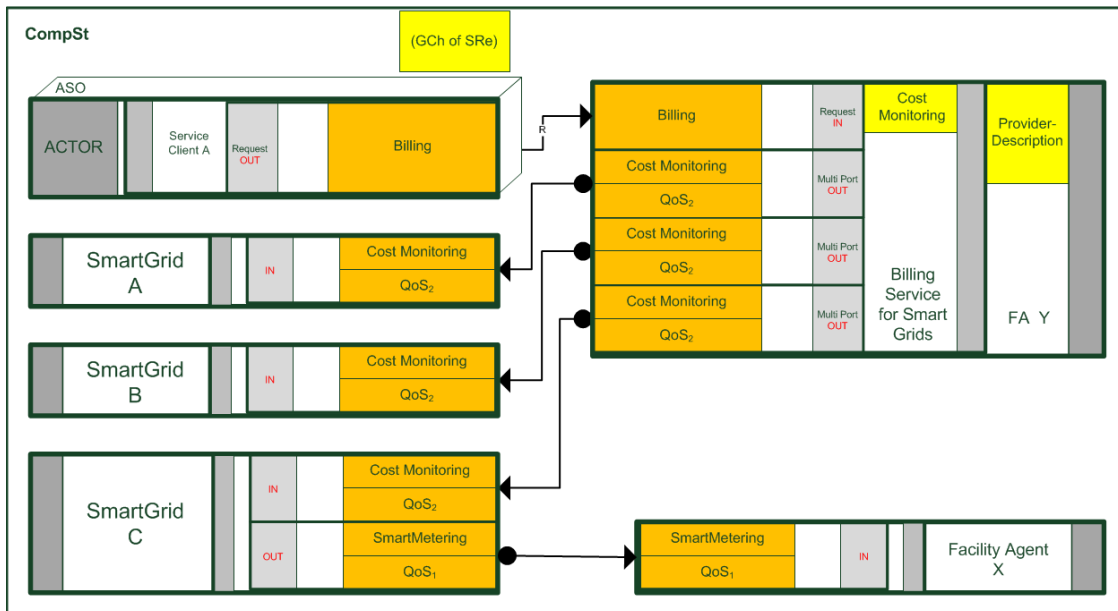 CompSt
(GCh of SRe)
ASO
ACTOR
Service
Client A
Request
OUT
Billing
R
Billing
Request
IN
Cost
Monitoring
Provider-
Description
Cost Monitoring
QoS₂
Multi Port
OUT
Cost Monitoring
QoS₂
Multi Port
OUT
Cost Monitoring
QoS₂
Multi Port
OUT
Billing
Service
for Smart
Grids
FA Y
SmartGrid
A
IN
Cost Monitoring
QoS₂
SmartGrid
B
IN
Cost Monitoring
QoS₂
SmartGrid
C
IN
Cost Monitoring
QoS₂
OUT
SmartMetering
QoS₁
SmartMetering
QoS₁
IN
Facility Agent
X